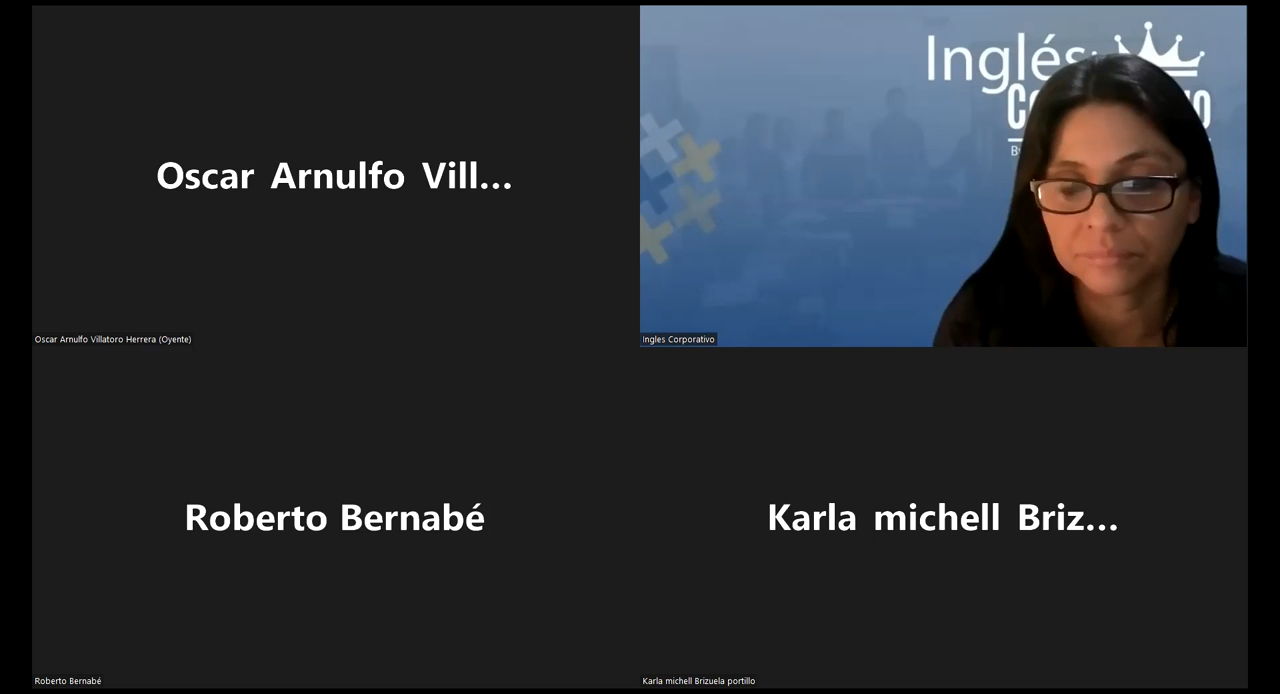 Oscar Arnulfo Vill...
Oscar Arnulfo Villatoro Herrera (Oyente)
Inglés
Ingles Corporativo
Roberto Bernabé
Roberto Bernabé
Karla michell Briz...
Karla michell Brizuela portillo